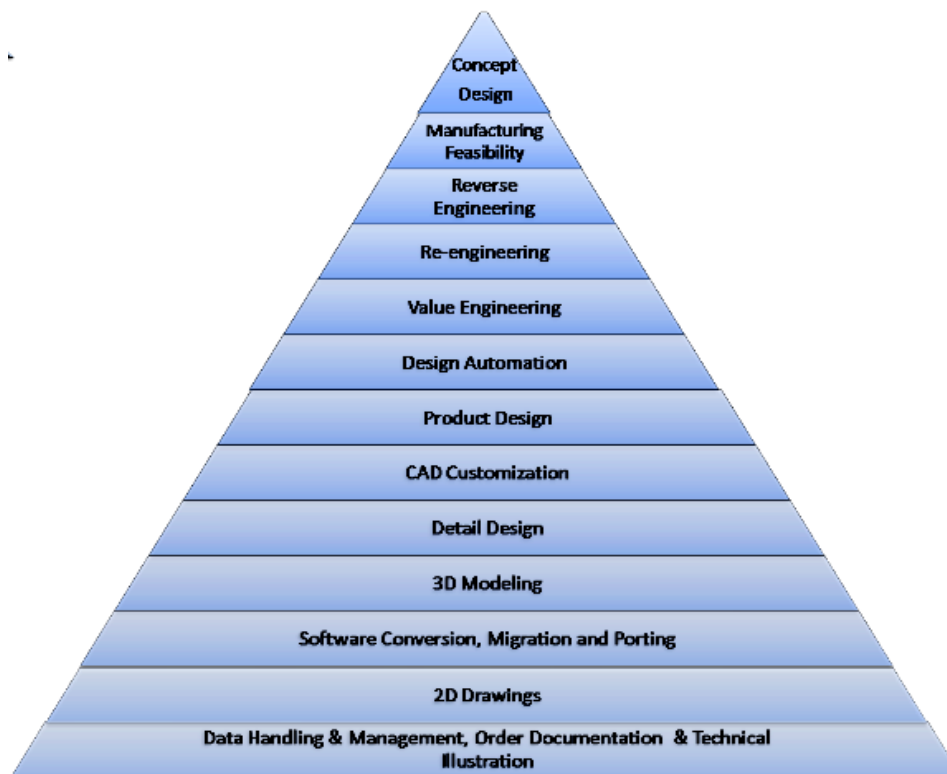 Concept
Design
Manufacturing
Feasibility
Reverse
Engineering
Re-engineering
Value Engineering
Design Automation
Product Design
CAD Customization
Detail Design
3D Modeling
Software Conversion, Migration and Porting
2D Drawings
Data Handling & Management, Order Documentation & Technical
Illustration